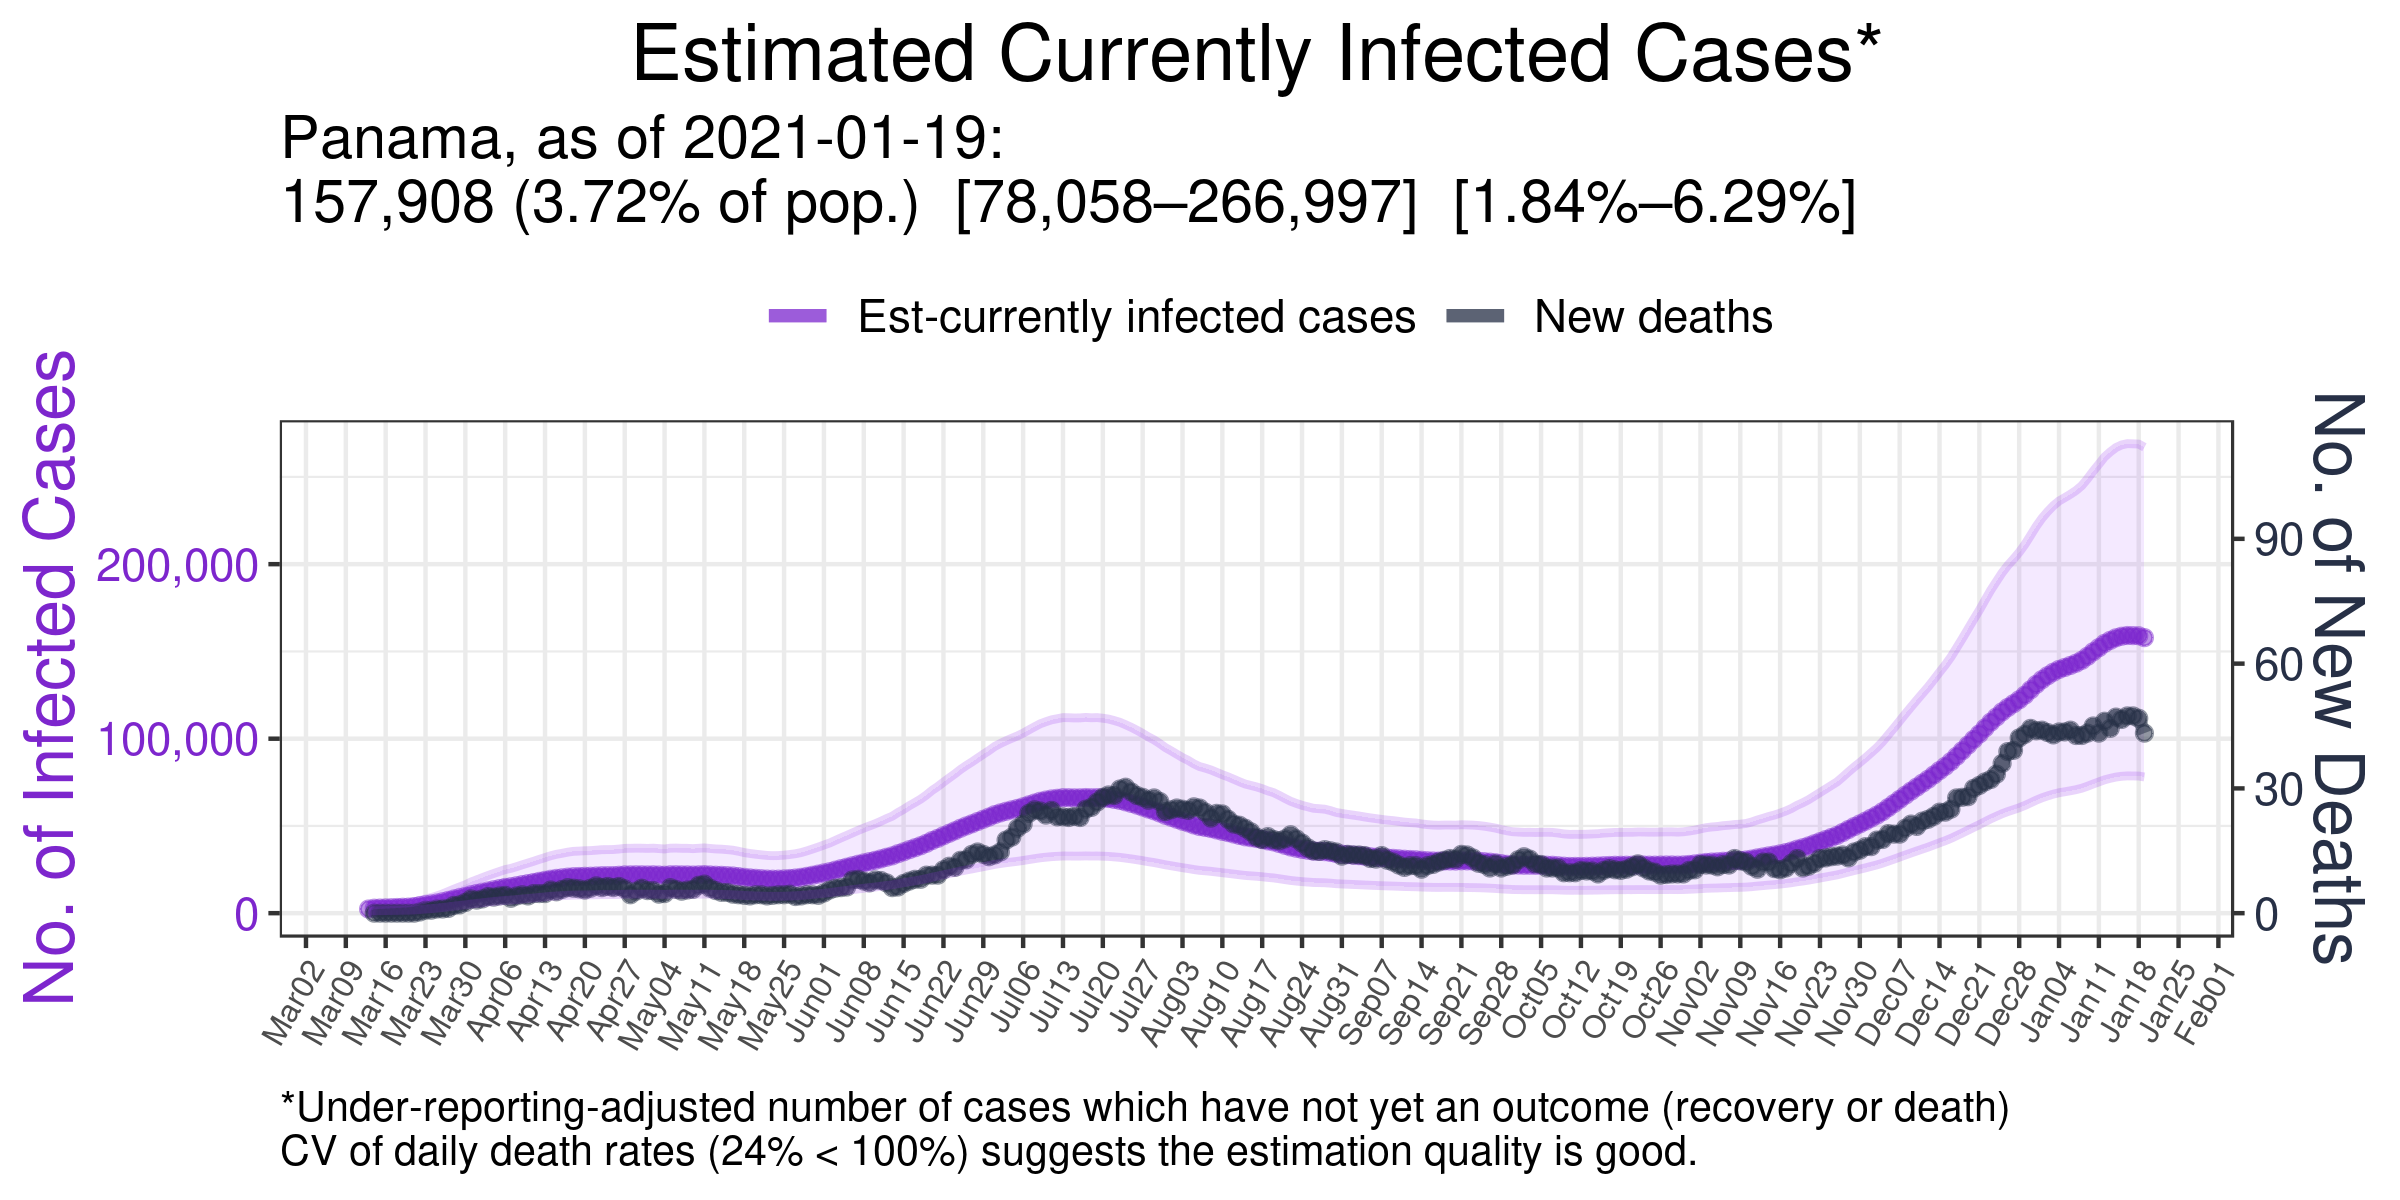 Estimated Currently Infected Cases*
Panama, as of 2021-01-19:
157,908 (3.72% of pop.) [78,058–266,997] [1.84%–6.29%]
Est-currently infected cases New deaths
No. of Infected Cases
200,000
100,000
0
No. of New Deaths
90
60
30
0
Mar02 Mar09 Mar16 Mar23 Mar30 Apr06 Apr13 Apr20 Apr27 May04 May11 May18 May25 Jun01 Jun08 Jun15 Jun22 Jun29 Jul06 Jul13 Jul20 Jul27 Aug03 Aug10 Aug17 Aug24 Aug31 Sep07 Sep14 Sep21 Sep28 Oct05 Oct12 Oct19 Oct26 Nov02 Nov09 Nov16 Nov23 Nov30 Dec07 Dec14 Dec21 Dec28 Jan04 Jan11 Jan18 Jan25 Feb01
*Under-reporting-adjusted number of cases which have not yet an outcome (recovery or death)
CV of daily death rates (24% < 100%) suggests the estimation quality is good.